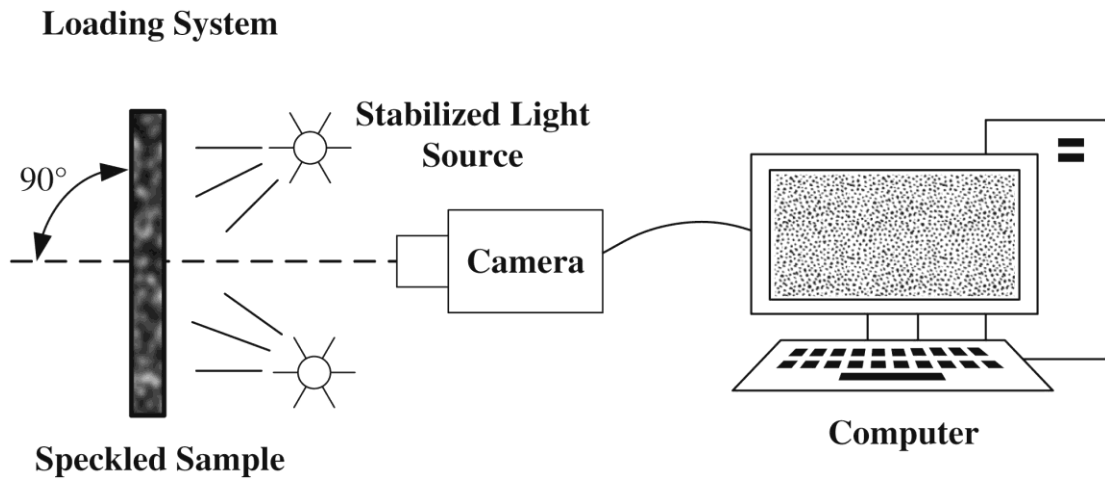 Loading System
Stabilized Light
Source
90°
Camera
Computer
Speckled Sample